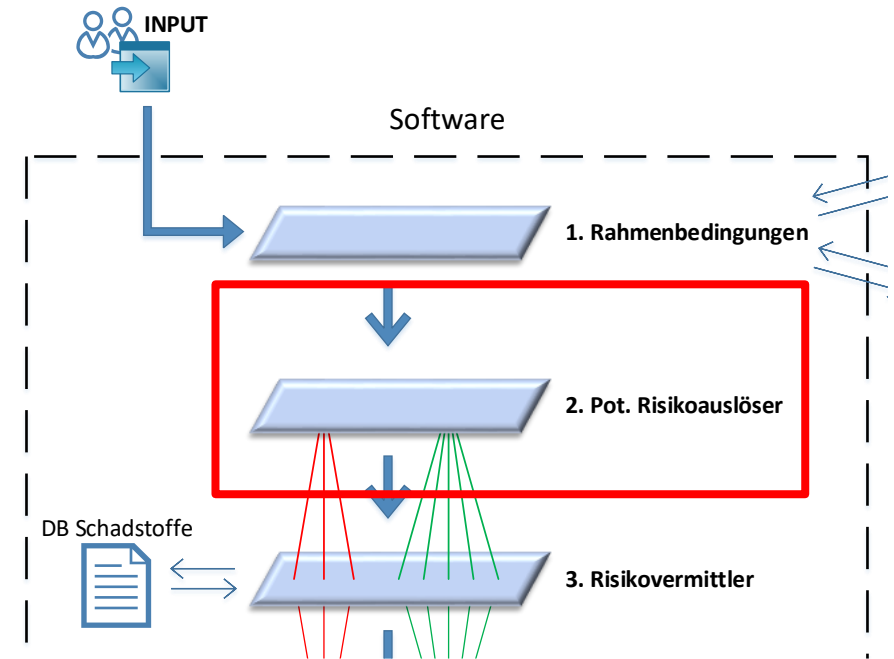 INPUT
Software
1. Rahmenbedingungen
2. Pot. Risikoauslöser
DB Schadstoffe
3. Risikovermittler